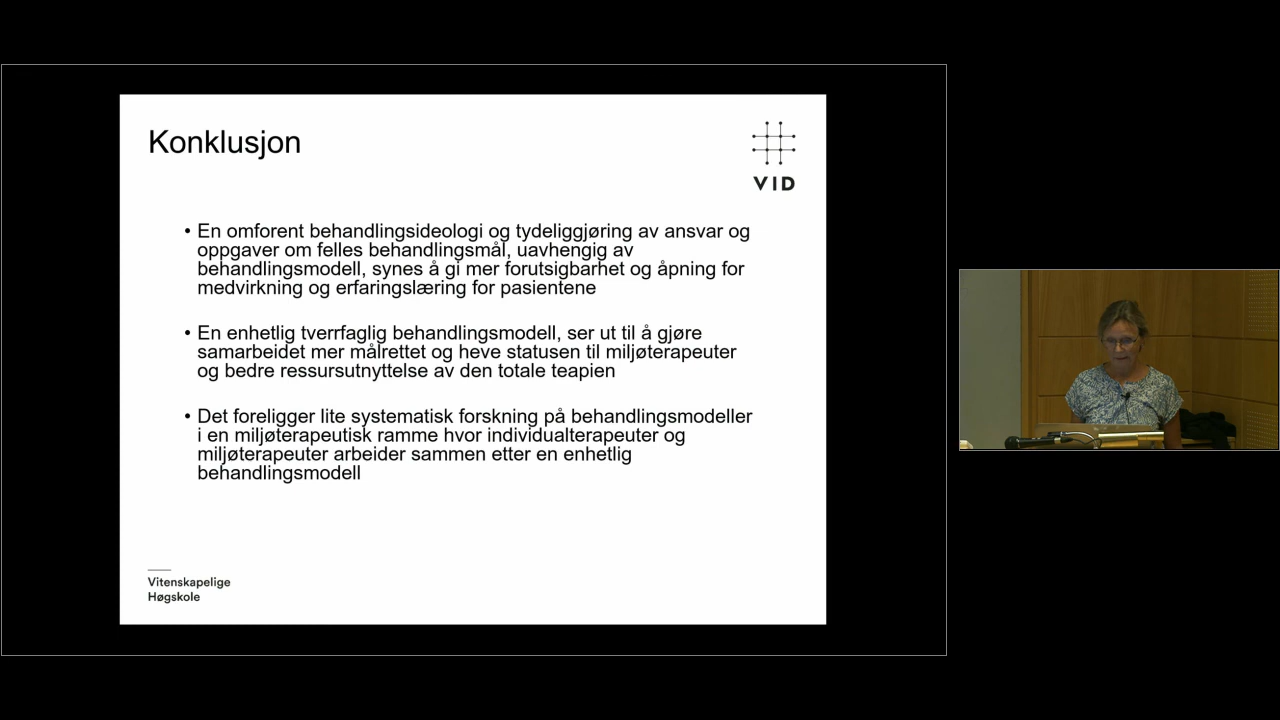 Konklusjon
VID
• En omforent behandlingsideologi og tydeliggjøring av ansvar og
oppgaver om felles behandlingsmål, uavhengig av
behandlingsmodell, synes å gi mer forutsigbarhet og åpning for
medvirkning og erfaringslæring for pasientene
• En enhetlig tverrfaglig behandlingsmodell, ser ut til å gjøre
samarbeidet mer målrettet og heve statusen til miljøterapeuter
og bedre ressursutnyttelse av den totale teapien
• Det foreligger lite systematisk forskning på behandlingsmodeller
i en miljøterapeutisk ramme hvor individualterapeuter og
miljøterapeuter arbeider sammen etter en enhetlig
behandlingsmodell
Vitenskapelige
Høgskole